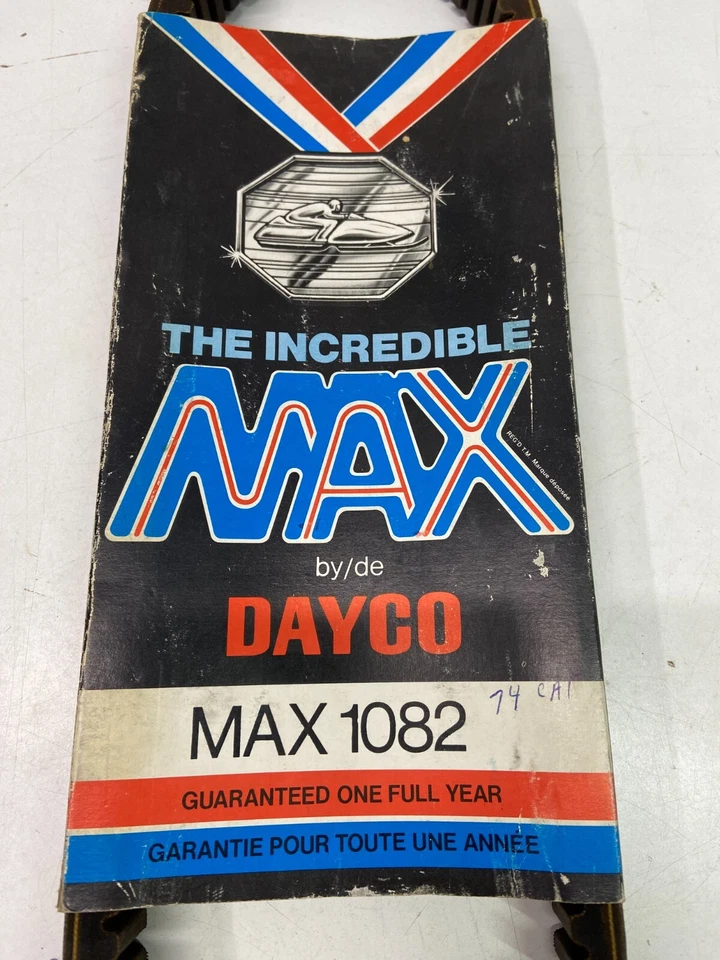 THE INCREDIBLE
MAX
REG'D T.M. Marque déposée
by/de
DAYCO
74 CAT
MAX 1082
GUARANTEED ONE FULL YEAR
GARANTIE POUR TOUTE UNE ANNÉE